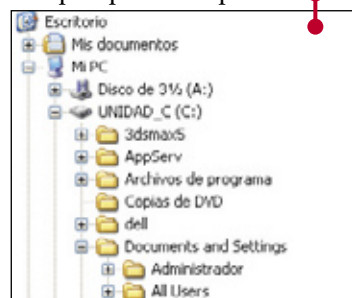 Escritorio
Mis documentos
Mi PC
Disco de 3½ (A:)
UNIDAD_C (C:)
3dsmax5
AppServ
Archivos de programa
Copias de DVD
dell
Documents and Settings
Administrador
All Users